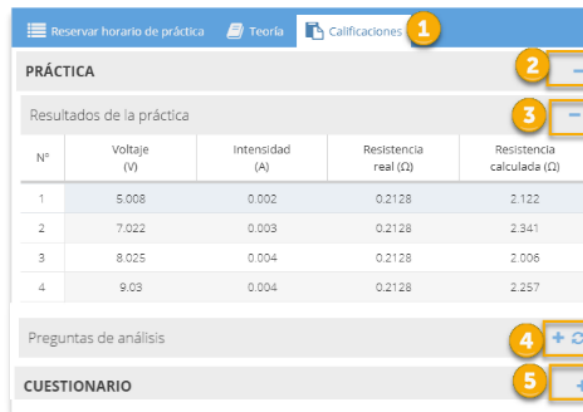 Reservar horario de práctica Teoría Calificaciones 1
PRÁCTICA 2 −
Resultados de la práctica 3 −
N° Voltaje (V) Intensidad (A) Resistencia real (Ω) Resistencia calculada (Ω)
1 5.008 0.002 0.2128 2.122
2 7.022 0.003 0.2128 2.341
3 8.025 0.004 0.2128 2.006
4 9.03 0.004 0.2128 2.257
Preguntas de análisis 4 +
CUESTIONARIO 5 +